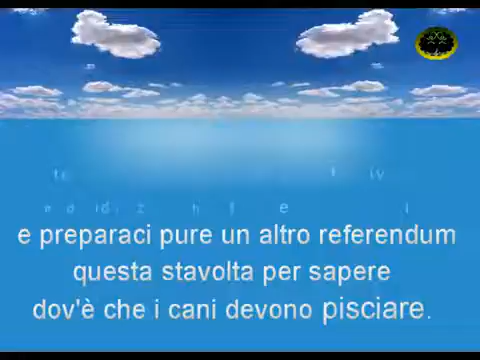 e preparaci pure un altro referendum
questa stavolta per sapere
dov'è che i cani devono pisciare.